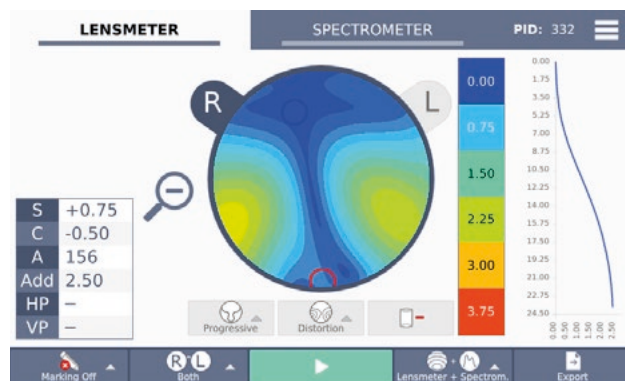 LENSMETER
SPECTROMETER
PID: 332
R
L
0.00
0.75
1.50
2.25
3.00
3.75
0.00
1.75
3.50
5.25
7.00
8.75
10.50
12.25
14.00
15.75
17.50
19.25
21.00
22.75
24.50
0.00 0.50 1.00 1.50 2.00 2.50
S +0.75
C -0.50
A 156
Add 2.50
HP –
VP –
Progressive
Distortion
Marking Off
R L
Both
Lensmeter + Spectrom.
Export